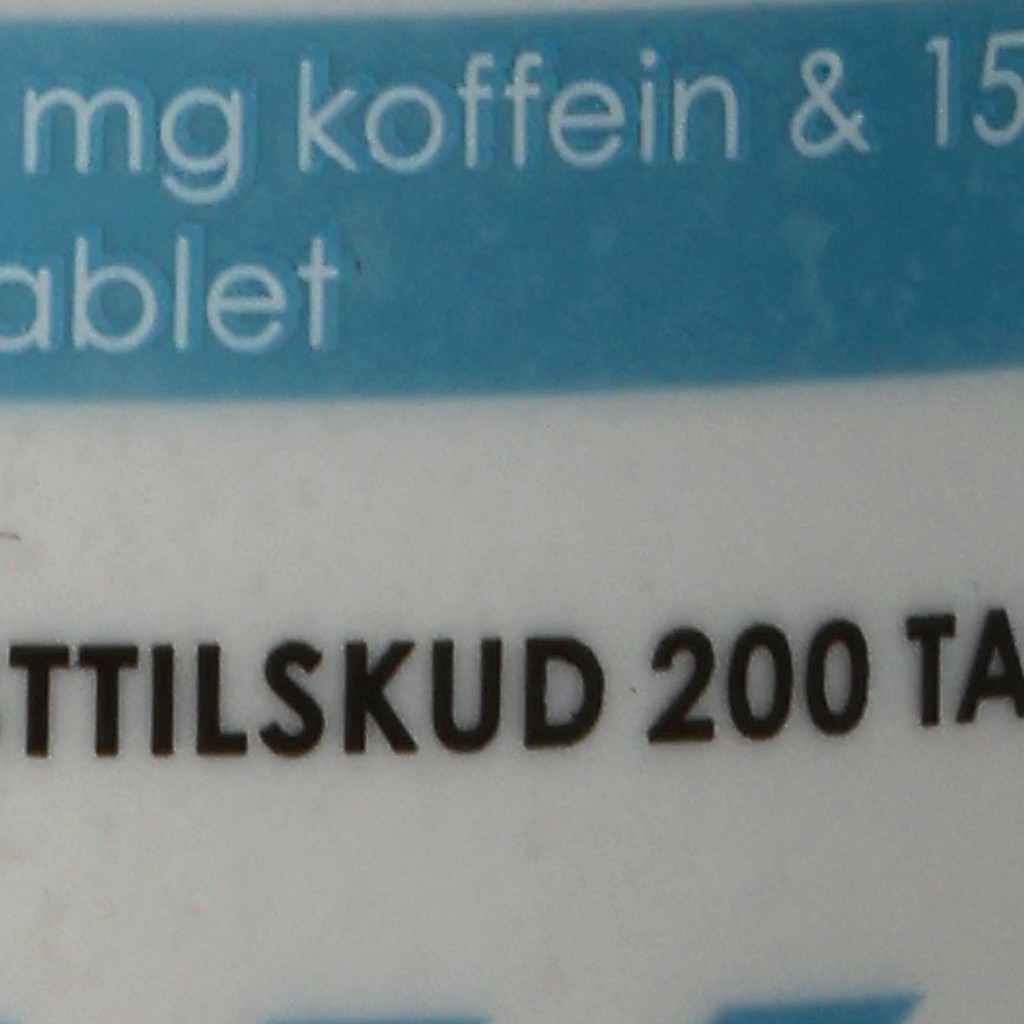 mg koffein & 15
ablet
TTILSKUD 200 TA